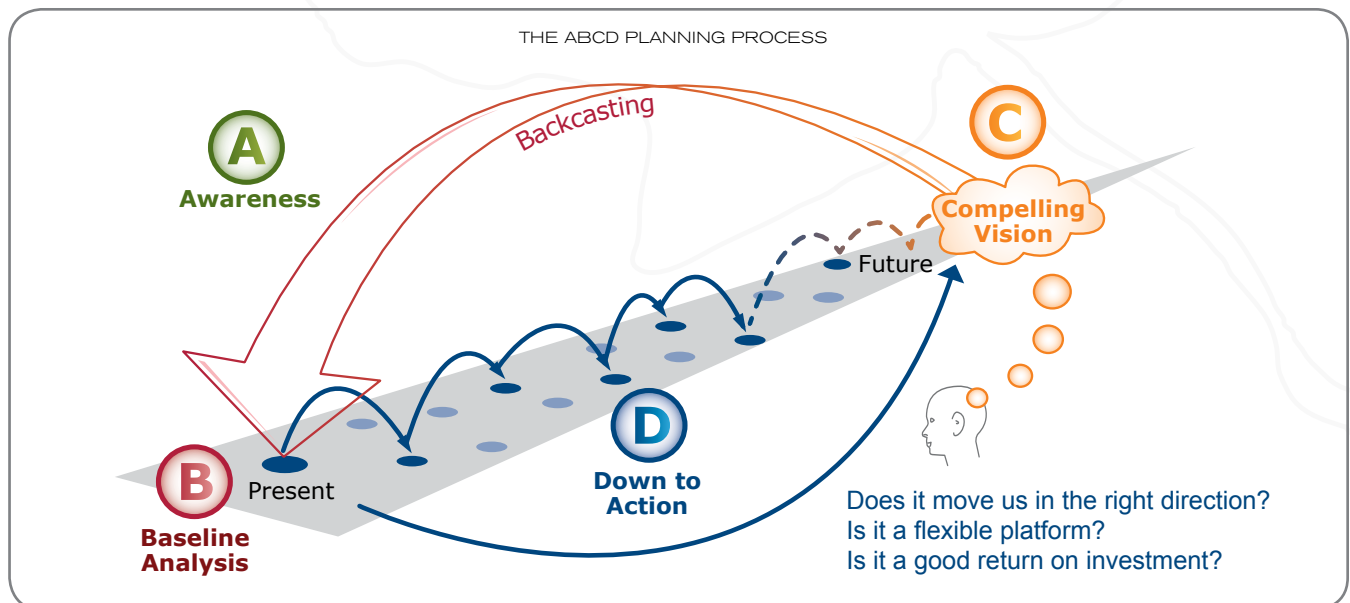 THE ABCD PLANNING PROCESS
A
Awareness
Backcasting
C
Compelling
Vision
Future
D
Down to
Action
B
Present
Baseline
Analysis
Does it move us in the right direction?
Is it a flexible platform?
Is it a good return on investment?